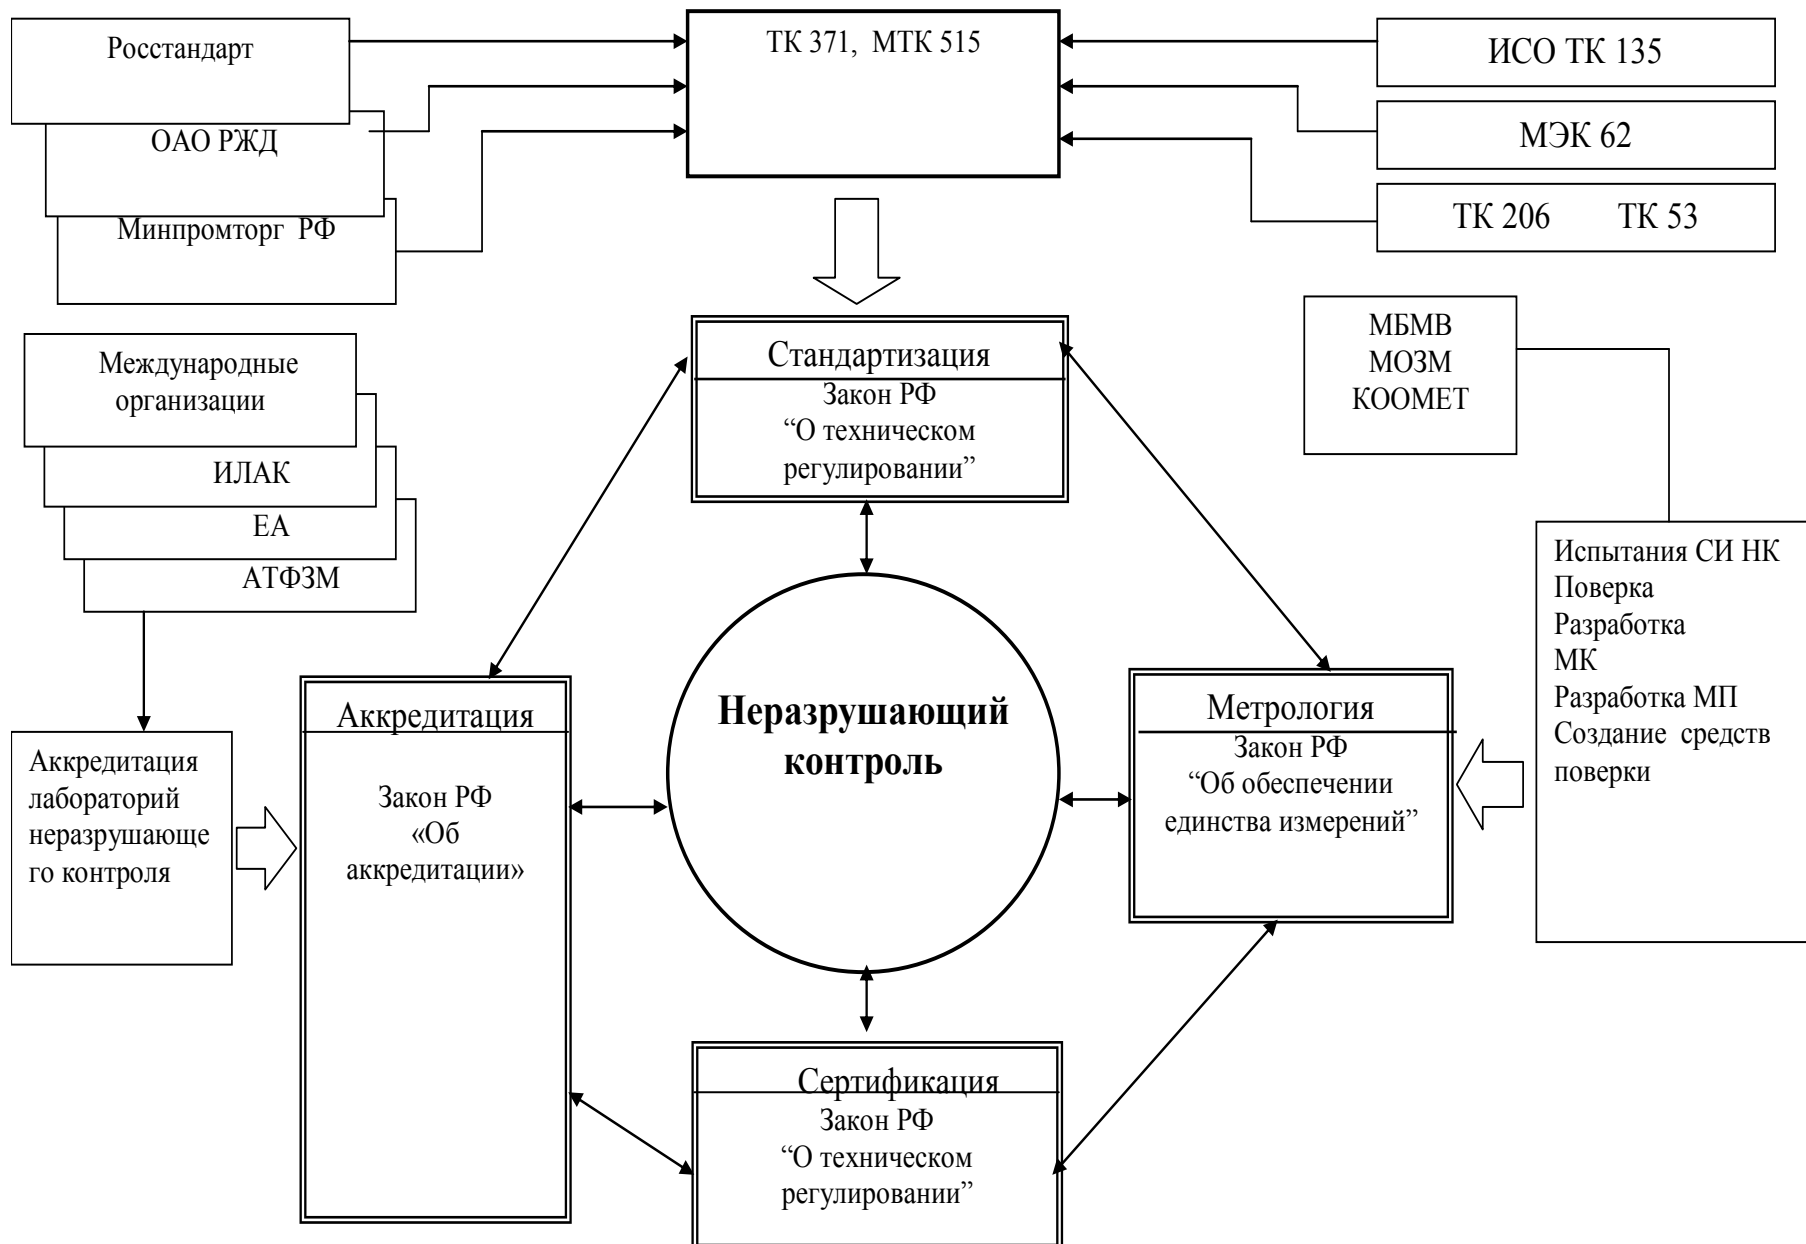 Росстандарт
ОАО РЖД
Минпромторг РФ
ТК 371, МТК 515
ИСО ТК 135
МЭК 62
ТК 206 ТК 53
Международные
организации
ИЛАК
ЕА
АТФЗМ
Стандартизация
Закон РФ
“О техническом
регулировании”
МБМВ
МОЗМ
КООМЕТ
Испытания СИ НК
Поверка
Разработка
МК
Разработка МП
Создание средств
поверки
Аккредитация
лабораторий
неразрушающе
го контроля
Аккредитация
Закон РФ
«Об
аккредитации»
Неразрушающий
контроль
Метрология
Закон РФ
“Об обеспечении
единства измерений”
Сертификация
Закон РФ
“О техническом
регулировании”